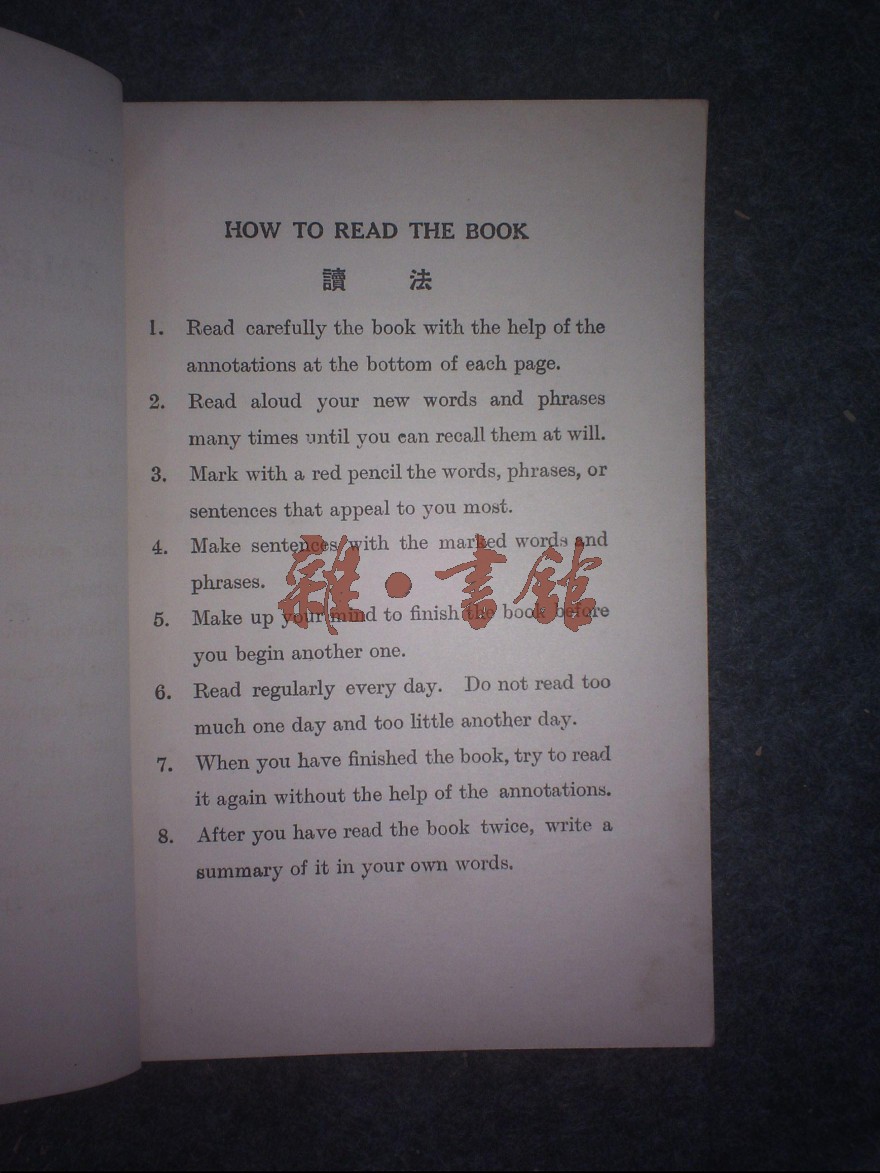 HOW TO READ THE BOOK
讀 法
1. Read carefully the book with the help of the
annotations at the bottom of each page.
2. Read aloud your new words and phrases
many times until you can recall them at will.
3. Mark with a red pencil the words, phrases, or
sentences that appeal to you most.
4. Make sentences with the marked words and
phrases.
雜·書館
5. Make up your mind to finish the book before
you begin another one.
6. Read regularly every day. Do not read too
much one day and too little another day.
7. When you have finished the book, try to read
it again without the help of the annotations.
8. After you have read the book twice, write a
summary of it in your own words.